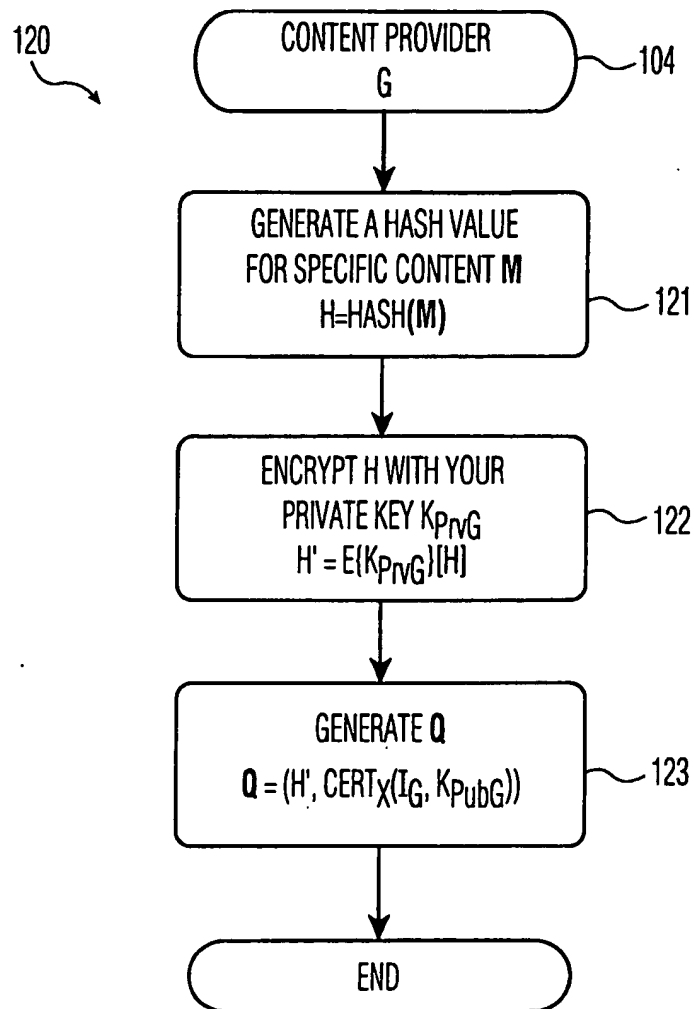 120
CONTENT PROVIDER
G
104
GENERATE A HASH VALUE
FOR SPECIFIC CONTENT M
H=HASH(M)
121
ENCRYPT H WITH YOUR
PRIVATE KEY KPrvG
H' = E{KPrvG}[H]
122
GENERATE Q
Q = (H', CERTX(IG, KPubG))
123
END